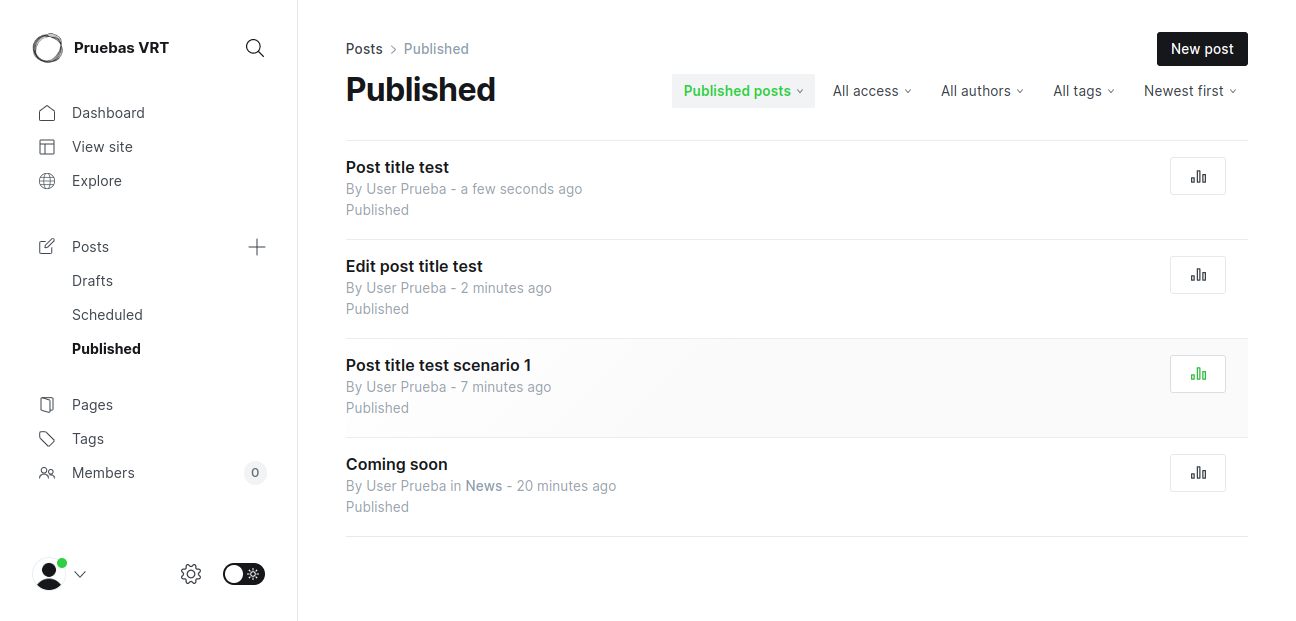 Pruebas VRT
Dashboard
View site
Explore
Posts
Drafts
Scheduled
Published
Pages
Tags
Members 0
Posts > Published
New post
Published
Published posts All access All authors All tags Newest first
Post title test
By User Prueba - a few seconds ago
Published
Edit post title test
By User Prueba - 2 minutes ago
Published
Post title test scenario 1
By User Prueba - 7 minutes ago
Published
Coming soon
By User Prueba in News - 20 minutes ago
Published